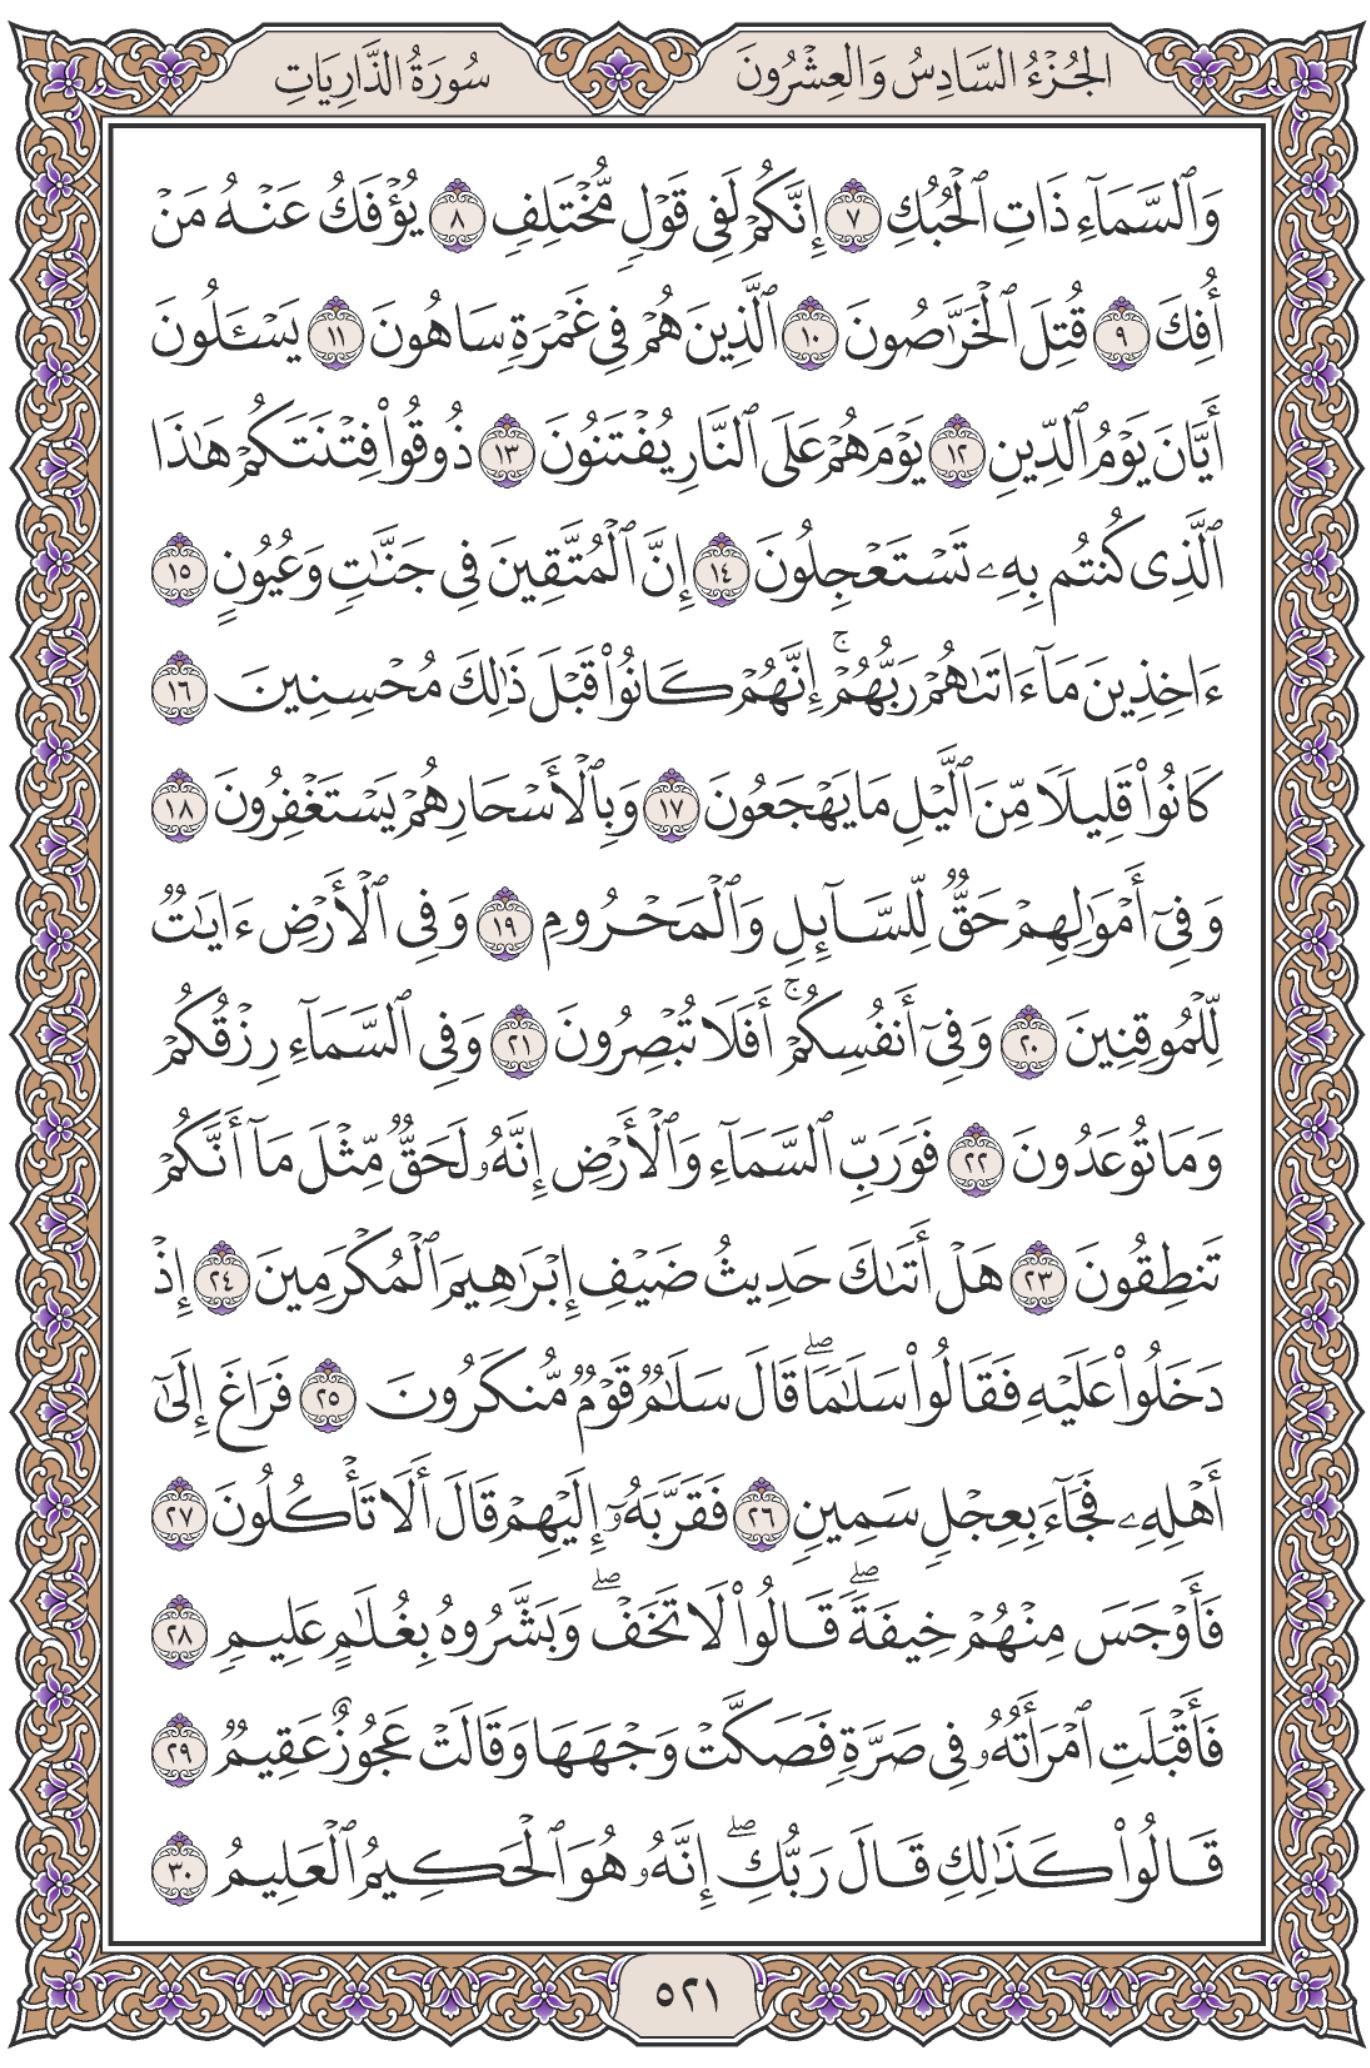 الجُزْءُ السَّادِسُ وَالعِشْرُونَ
سُورَةُ الذَّارِيَاتِ
وَٱلسَّمَآءِ ذَاتِ ٱلْحُبُكِ ٧ إِنَّكُمْ لَفِى قَوْلٍ مُّخْتَلِفٍ ٨ يُؤْفَكُ عَنْهُ مَنْ
أُفِكَ ٩ قُتِلَ ٱلْخَرَّٰصُونَ ١٠ ٱلَّذِينَ هُمْ فِى غَمْرَةٍ سَاهُونَ ١١ يَسْـَٔلُونَ
أَيَّانَ يَوْمُ ٱلدِّينِ ١٢ يَوْمَ هُمْ عَلَى ٱلنَّارِ يُفْتَنُونَ ١٣ ذُوقُوا۟ فِتْنَتَكُمْ هَٰذَا
ٱلَّذِى كُنتُم بِهِۦ تَسْتَعْجِلُونَ ١٤ إِنَّ ٱلْمُتَّقِينَ فِى جَنَّٰتٍ وَعُيُونٍ ١٥
ءَاخِذِينَ مَآ ءَاتَىٰهُمْ رَبُّهُمْ ۚ إِنَّهُمْ كَانُوا۟ قَبْلَ ذَٰلِكَ مُحْسِنِينَ ١٦
كَانُوا۟ قَلِيلًا مِّنَ ٱلَّيْلِ مَا يَهْجَعُونَ ١٧ وَبِٱلْأَسْحَارِ هُمْ يَسْتَغْفِرُونَ ١٨
وَفِىٓ أَمْوَٰلِهِمْ حَقٌّ لِّلسَّآئِلِ وَٱلْمَحْرُومِ ١٩ وَفِى ٱلْأَرْضِ ءَايَٰتٌ
لِّلْمُوقِنِينَ ٢٠ وَفِىٓ أَنفُسِكُمْ ۚ أَفَلَا تُبْصِرُونَ ٢١ وَفِى ٱلسَّمَآءِ رِزْقُكُمْ
وَمَا تُوعَدُونَ ٢٢ فَوَرَبِّ ٱلسَّمَآءِ وَٱلْأَرْضِ إِنَّهُۥ لَحَقٌّ مِّثْلَ مَآ أَنَّكُمْ
تَنطِقُونَ ٢٣ هَلْ أَتَىٰكَ حَدِيثُ ضَيْفِ إِبْرَٰهِيمَ ٱلْمُكْرَمِينَ ٢٤ إِذْ
دَخَلُوا۟ عَلَيْهِ فَقَالُوا۟ سَلَٰمًا ۖ قَالَ سَلَٰمٌ قَوْمٌ مُّنكَرُونَ ٢٥ فَرَاغَ إِلَىٰٓ
أَهْلِهِۦ فَجَآءَ بِعِجْلٍ سَمِينٍ ٢٦ فَقَرَّبَهُۥٓ إِلَيْهِمْ قَالَ أَلَا تَأْكُلُونَ ٢٧
فَأَوْجَسَ مِنْهُمْ خِيفَةً ۖ قَالُوا۟ لَا تَخَفْ ۖ وَبَشَّرُوهُ بِغُلَٰمٍ عَلِيمٍ ٢٨
فَأَقْبَلَتِ ٱمْرَأَتُهُۥ فِى صَرَّةٍ فَصَكَّتْ وَجْهَهَا وَقَالَتْ عَجُوزٌ عَقِيمٌ ٢٩
قَالُوا۟ كَذَٰلِكِ قَالَ رَبُّكِ ۖ إِنَّهُۥ هُوَ ٱلْحَكِيمُ ٱلْعَلِيمُ ٣٠
٥٢١